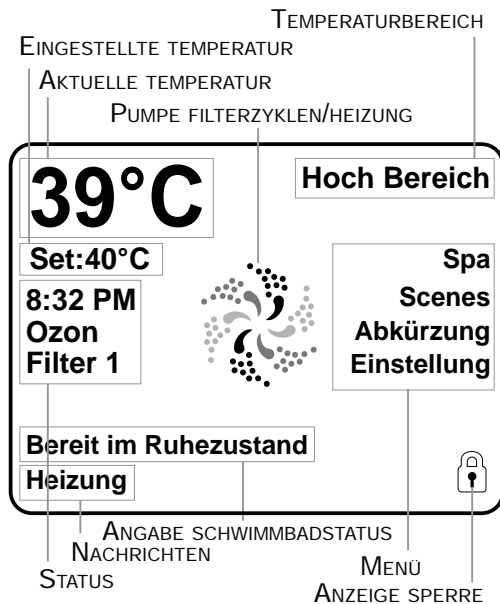 TEMPERATURBEREICH
EINGESTELLTE TEMPERATUR
AKTUELLE TEMPERATUR
PUMPE FILTERZYKLEN/HEIZUNG
39°C
Hoch Bereich
Set:40°C
8:32 PM
Ozon
Filter 1
Spa
Scenes
Abkürzung
Einstellung
Bereit im Ruhezustand
Heizung
ANGABE SCHWIMMBADSTATUS
NACHRICHTEN
STATUS
MENÜ
ANZEIGE SPERRE